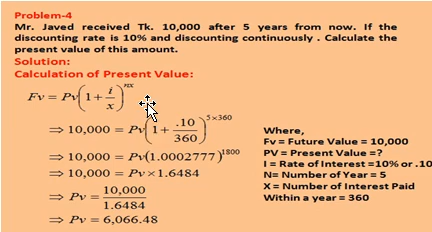 Problem-4
Mr. Javed received Tk. 10,000 after 5 years from now. If the
discounting rate is 10% and discounting continuously . Calculate the
present value of this amount.
Solution:
Calculation of Present Value:
Fv = Pv(1 + i/x)^nx
⇒ 10,000 = Pv(1 + .10/360)^5×360
⇒ 10,000 = Pv(1.0002777)^1800
⇒ 10,000 = Pv × 1.6484
⇒ Pv = 10,000/1.6484
⇒ Pv = 6,066.48
Where,
Fv = Future Value = 10,000
PV = Present Value =?
I = Rate of Interest =10% or .10
N= Number of Year = 5
X = Number of Interest Paid
Within a year = 360